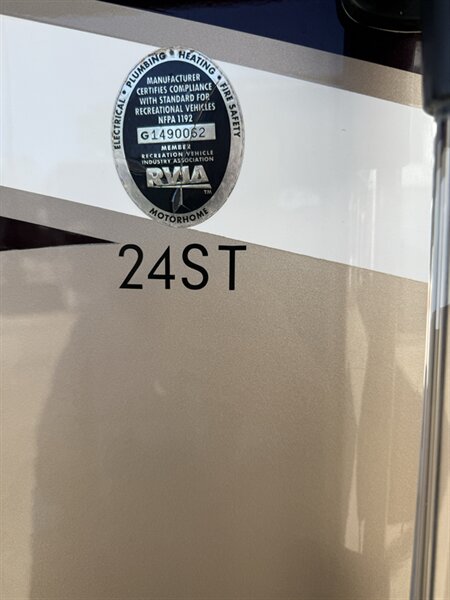 ELECTRICAL • PLUMBING • HEATING • FIRE SAFETY
MANUFACTURER
CERTIFIES COMPLIANCE
WITH STANDARD FOR
RECREATIONAL VEHICLES
NFPA 1192
G1490062
MEMBER
RECREATION VEHICLE
INDUSTRY ASSOCIATION
RVIA
TM
MOTORHOME
24ST